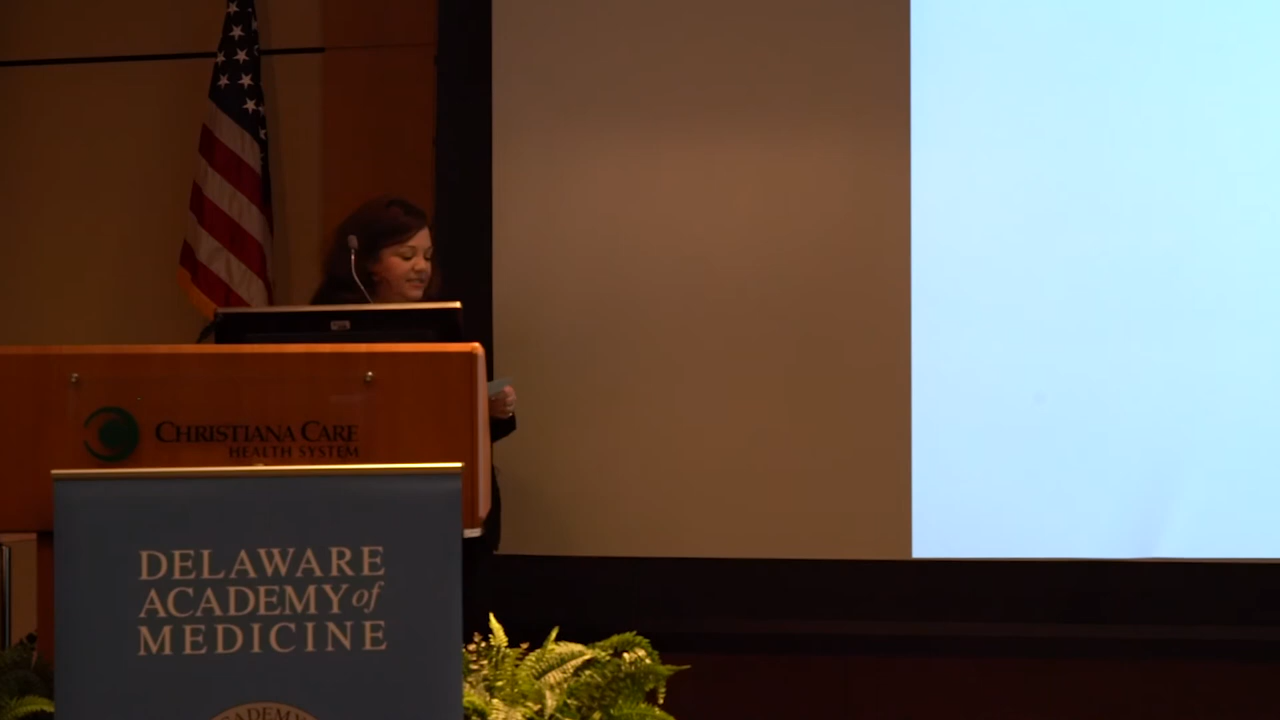 CHRISTIANA CARE
HEALTH SYSTEM
DELAWARE
ACADEMY of
MEDICINE